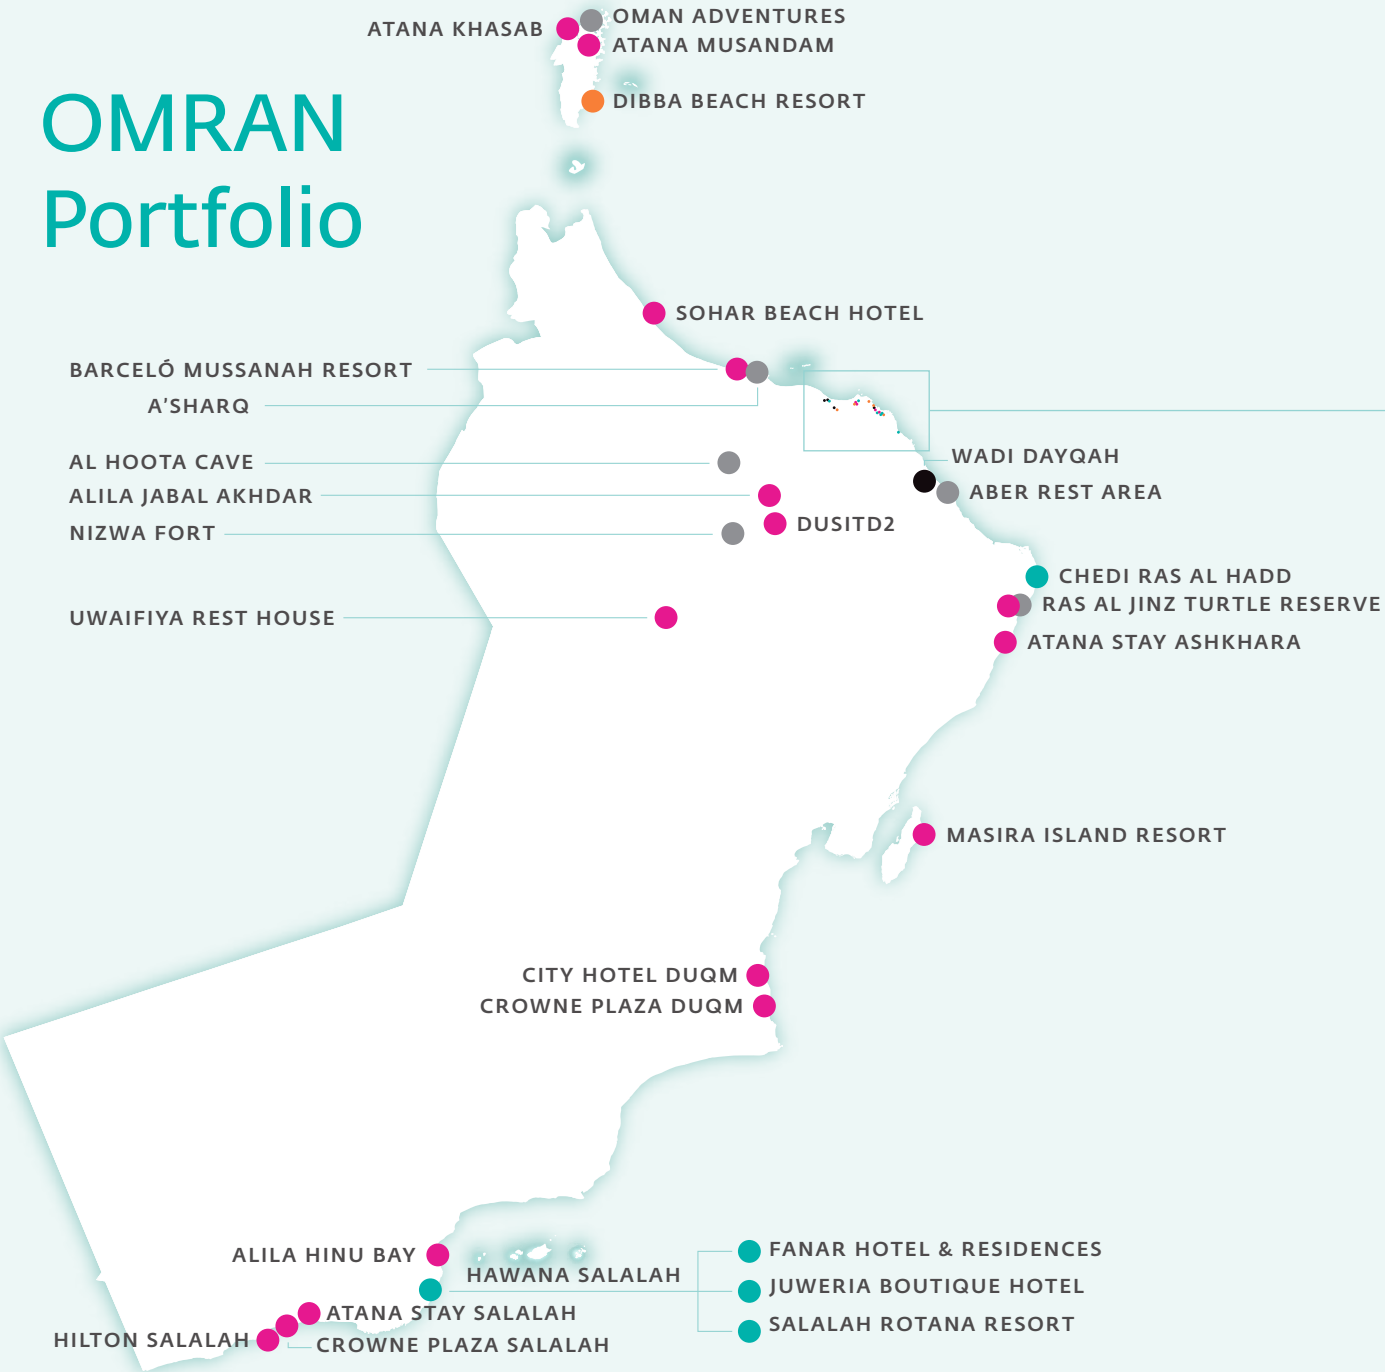 OMAN ADVENTURES
ATANA KHASAB
ATANA MUSANDAM
DIBBA BEACH RESORT
OMRAN
Portfolio
SOHAR BEACH HOTEL
BARCELÓ MUSSANAH RESORT
A'SHARQ
WADI DAYQAH
AL HOOTA CAVE
ABER REST AREA
ALILA JABAL AKHDAR
DUSITD2
NIZWA FORT
CHEDI RAS AL HADD
RAS AL JINZ TURTLE RESERVE
UWAIFIYA REST HOUSE
ATANA STAY ASHKHARA
MASIRA ISLAND RESORT
CITY HOTEL DUQM
CROWNE PLAZA DUQM
ALILA HINU BAY
FANAR HOTEL & RESIDENCES
HAWANA SALALAH
JUWERIA BOUTIQUE HOTEL
ATANA STAY SALALAH
SALALAH ROTANA RESORT
HILTON SALALAH
CROWNE PLAZA SALALAH